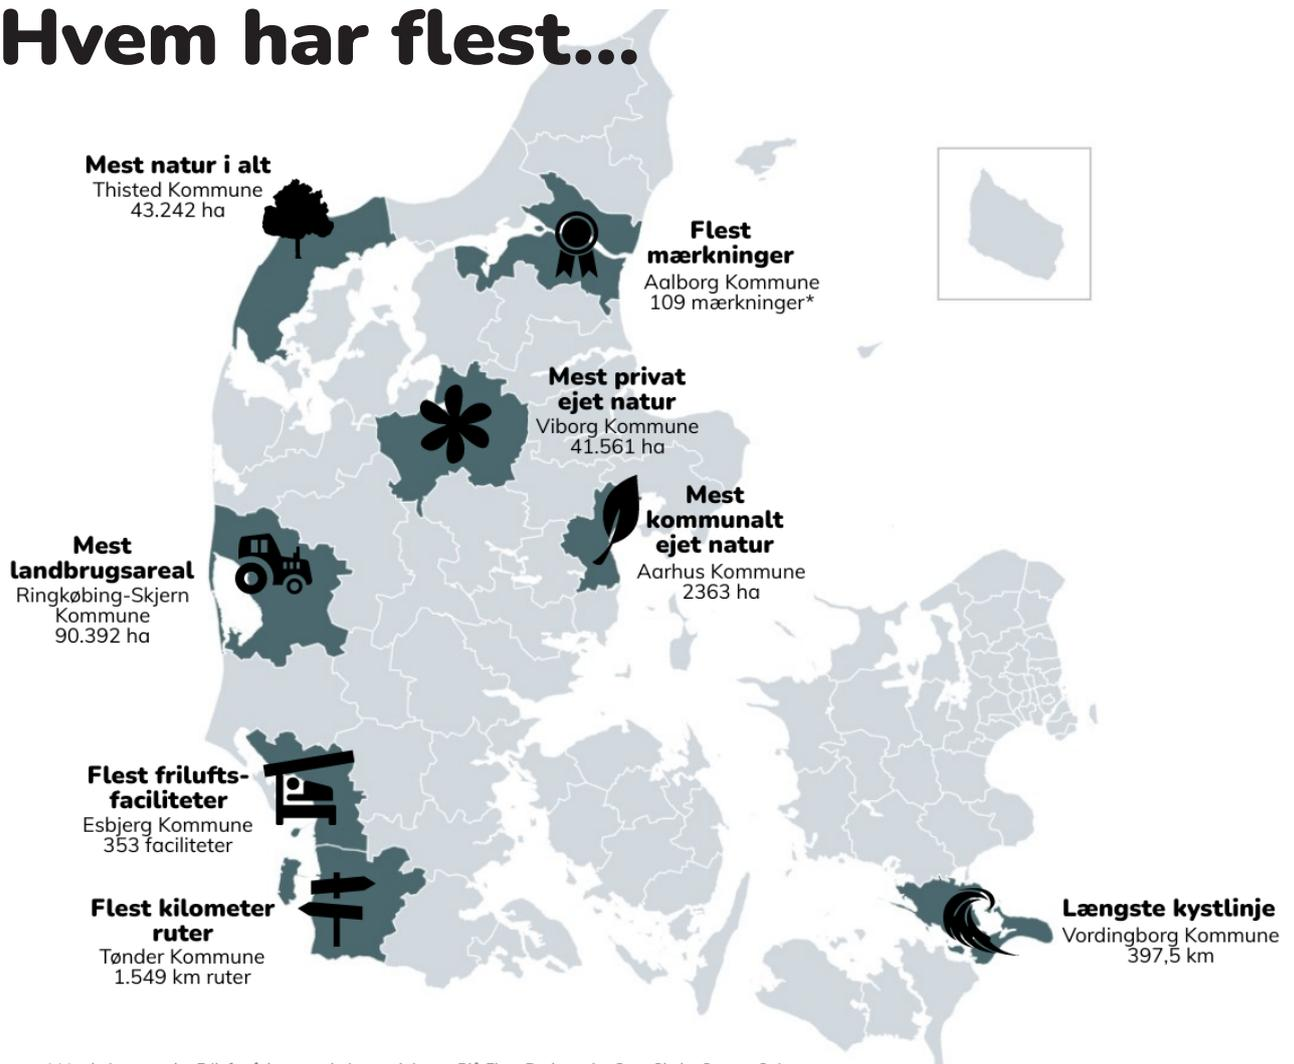 Hvem har flest...
Mest natur i alt
Thisted Kommune
43.242 ha
Flest
mærkninger
Aalborg Kommune
109 mærkninger*
Mest privat
ejet natur
Viborg Kommune
41.561 ha
Mest
kommunalt
ejet natur
Aarhus Kommune
2363 ha
Mest
landbrugsareal
Ringkøbing-Skjern
Kommune
90.392 ha
Flest frilufts-
faciliteter
Esbjerg Kommune
353 faciliteter
Flest kilometer
ruter
Tønder Kommune
1.549 km ruter
Længste kystlinje
Vordingborg Kommune
397,5 km